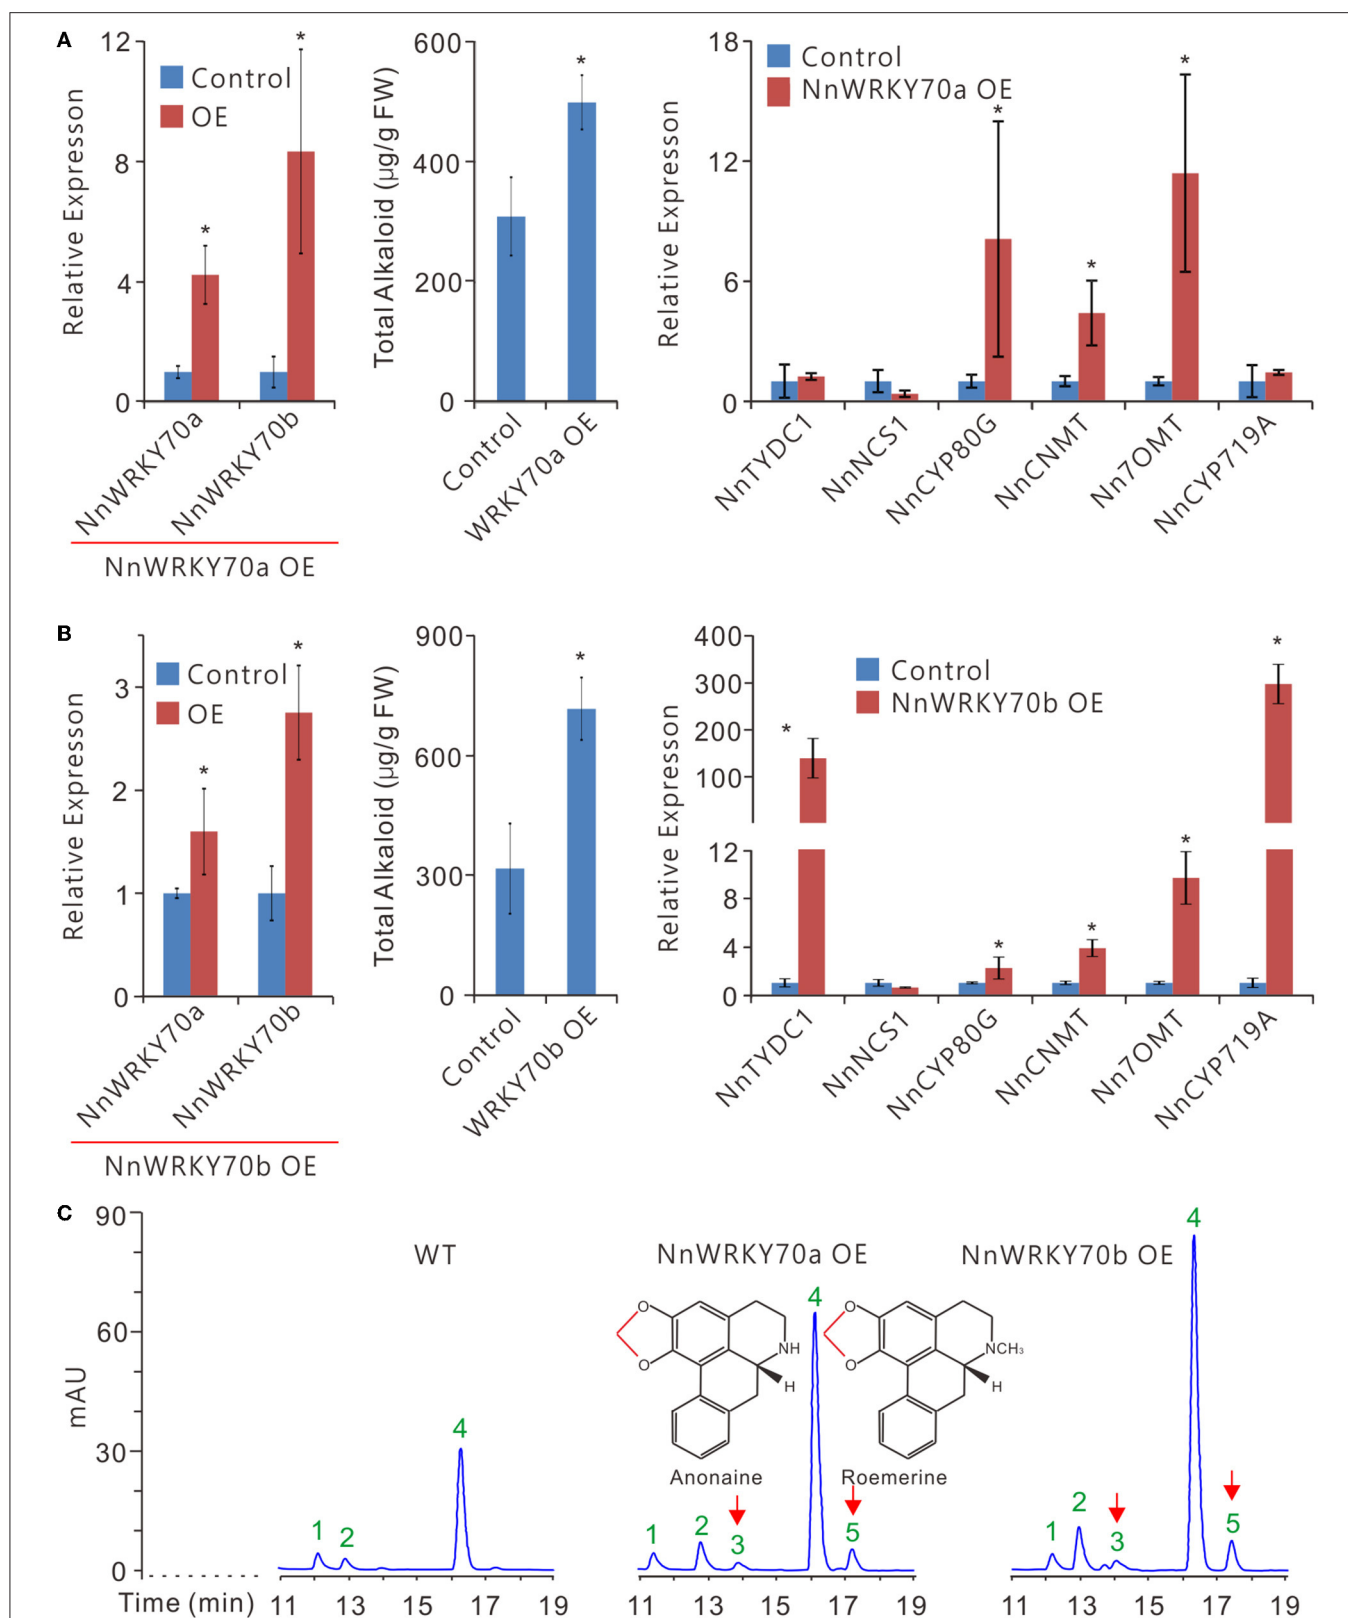 A
12
8
4
0
Relative Expresson
Control
OE
*
*
NnWRKY70a
NnWRKY70b
NnWRKY70a OE
600
400
200
0
Total Alkaloid (µg/g FW)
*
Control
WRKY70a OE
18
12
6
0
Relative Expresson
Control
NnWRKY70a OE
*
*
*
NnTYDC1
NnNCS1
NnCYP80G
NnCNMT
Nn7OMT
NnCYP719A
B
3
2
1
0
Relative Expresson
Control
OE
*
*
NnWRKY70a
NnWRKY70b
NnWRKY70b OE
900
600
300
0
Total Alkaloid (µg/g FW)
*
Control
WRKY70b OE
400
300
200
100
12
8
4
0
Relative Expresson
Control
NnWRKY70b OE
*
*
*
*
*
NnTYDC1
NnNCS1
NnCYP80G
NnCNMT
Nn7OMT
NnCYP719A
C
90
60
30
0
mAU
WT
NnWRKY70a OE
NnWRKY70b OE
1
2
4
O
O
NH
H
Anonaine
O
O
NCH₃
H
Roemerine
1
2
3
4
5
1
2
3
4
5
Time (min)
11 13 15 17 19
11 13 15 17 19
11 13 15 17 19